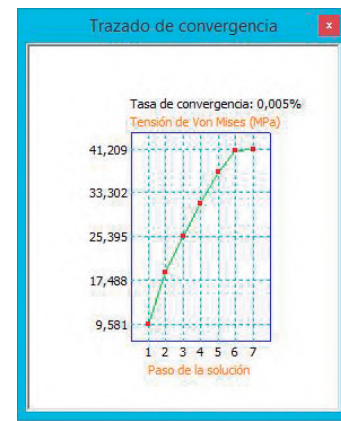 Trazado de convergencia
x
Tasa de convergencia: 0,005%
Tensión de Von Mises (MPa)
41,209
33,302
25,395
17,488
9,581
1 2 3 4 5 6 7
Paso de la solución